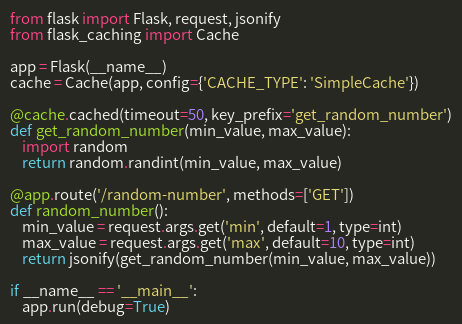 from flask import Flask, request, jsonify
from flask_caching import Cache

app = Flask(__name__)
cache = Cache(app, config={'CACHE_TYPE': 'SimpleCache'})

@cache.cached(timeout=50, key_prefix='get_random_number')
def get_random_number(min_value, max_value):
    import random
    return random.randint(min_value, max_value)

@app.route('/random-number', methods=['GET'])
def random_number():
    min_value = request.args.get('min', default=1, type=int)
    max_value = request.args.get('max', default=10, type=int)
    return jsonify(get_random_number(min_value, max_value))

if __name__ == '__main__':
    app.run(debug=True)